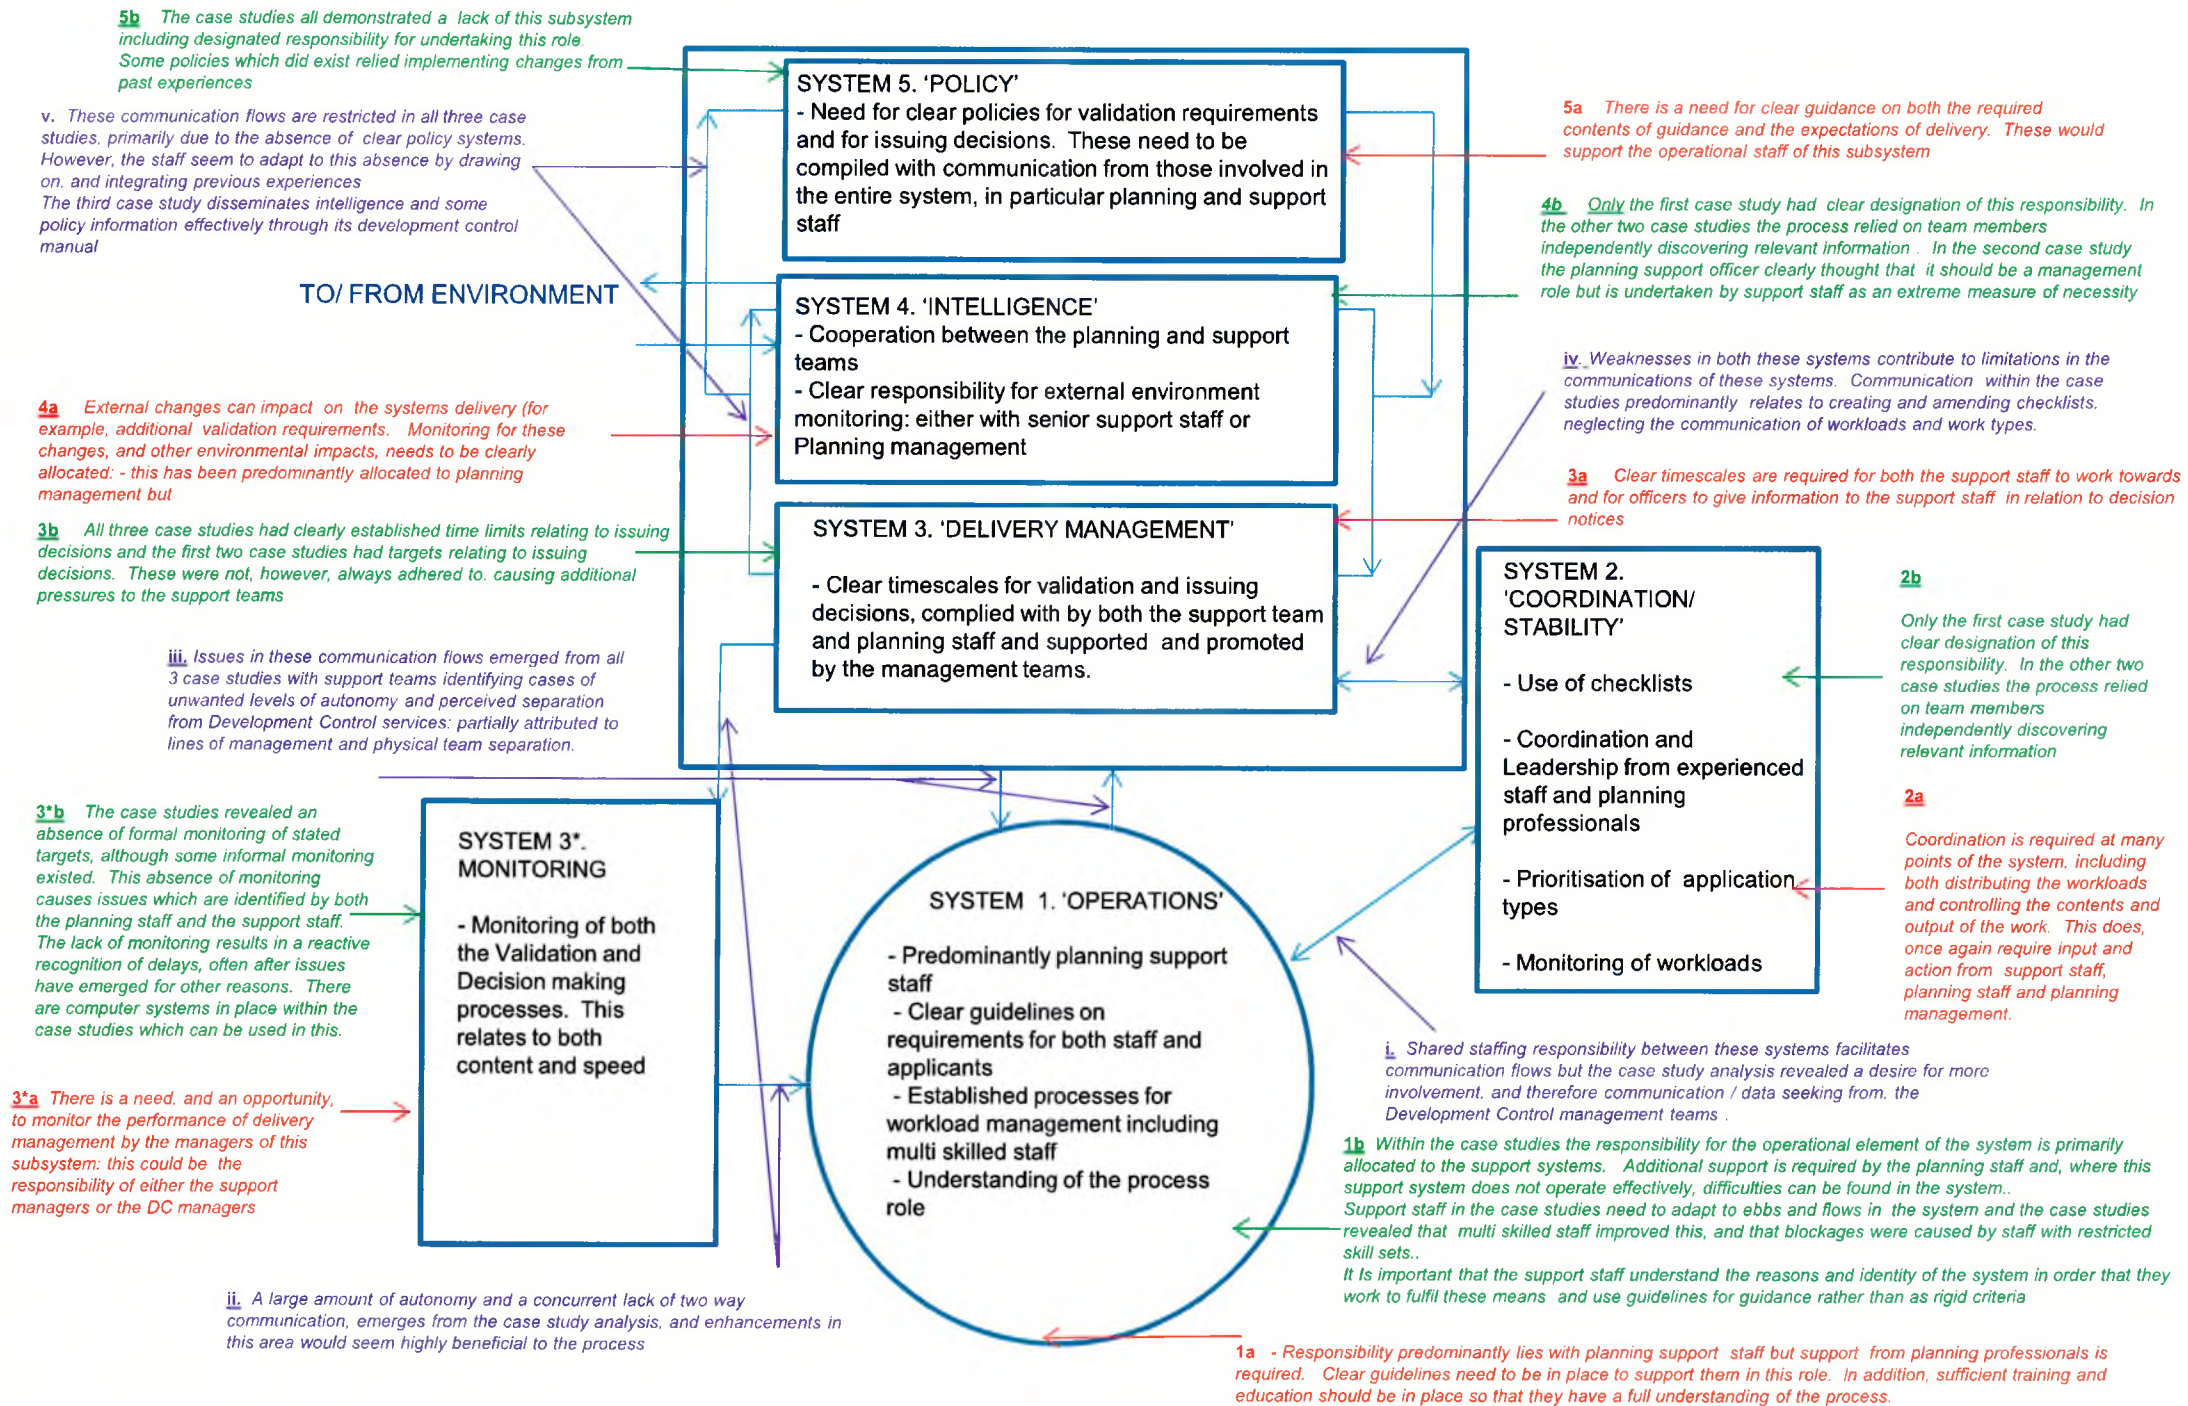 5b The case studies all demonstrated a lack of this subsystem
including designated responsibility for undertaking this role.
Some policies which did exist relied implementing changes from
past experiences
v. These communication flows are restricted in all three case
studies, primarily due to the absence of clear policy systems.
However, the staff seem to adapt to this absence by drawing
on, and integrating previous experiences
The third case study disseminates intelligence and some
policy information effectively through its development control
manual
TO/ FROM ENVIRONMENT
4a External changes can impact on the systems delivery (for
example, additional validation requirements. Monitoring for these
changes, and other environmental impacts, needs to be clearly
allocated: - this has been predominantly allocated to planning
management but
3b All three case studies had clearly established time limits relating to issuing
decisions and the first two case studies had targets relating to issuing
decisions. These were not, however, always adhered to, causing additional
pressures to the support teams
iii. Issues in these communication flows emerged from all
3 case studies with support teams identifying cases of
unwanted levels of autonomy and perceived separation
from Development Control services: partially attributed to
lines of management and physical team separation.
3*b The case studies revealed an
absence of formal monitoring of stated
targets, although some informal monitoring
existed. This absence of monitoring
causes issues which are identified by both
the planning staff and the support staff.
The lack of monitoring results in a reactive
recognition of delays, often after issues
have emerged for other reasons. There
are computer systems in place within the
case studies which can be used in this.
3*a There is a need, and an opportunity,
to monitor the performance of delivery
management by the managers of this
subsystem: this could be the
responsibility of either the support
managers or the DC managers
ii. A large amount of autonomy and a concurrent lack of two way
communication, emerges from the case study analysis, and enhancements in
this area would seem highly beneficial to the process
SYSTEM 5. 'POLICY'
- Need for clear policies for validation requirements
and for issuing decisions. These need to be
compiled with communication from those involved in
the entire system, in particular planning and support
staff
SYSTEM 4. 'INTELLIGENCE'
- Cooperation between the planning and support
teams
- Clear responsibility for external environment
monitoring: either with senior support staff or
Planning management
SYSTEM 3. 'DELIVERY MANAGEMENT'
- Clear timescales for validation and issuing
decisions, complied with by both the support team
and planning staff and supported and promoted
by the management teams.
SYSTEM 3*.
MONITORING
- Monitoring of both
the Validation and
Decision making
processes. This
relates to both
content and speed
SYSTEM 1. 'OPERATIONS'
- Predominantly planning support
staff
- Clear guidelines on
requirements for both staff and
applicants
- Established processes for
workload management including
multi skilled staff
- Understanding of the process
role
SYSTEM 2.
'COORDINATION/
STABILITY'
- Use of checklists
- Coordination and
Leadership from experienced
staff and planning
professionals
- Prioritisation of application
types
- Monitoring of workloads
5a There is a need for clear guidance on both the required
contents of guidance and the expectations of delivery. These would
support the operational staff of this subsystem
4b Only the first case study had clear designation of this responsibility. In
the other two case studies the process relied on team members
independently discovering relevant information . In the second case study
the planning support officer clearly thought that it should be a management
role but is undertaken by support staff as an extreme measure of necessity
iv. Weaknesses in both these systems contribute to limitations in the
communications of these systems. Communication within the case
studies predominantly relates to creating and amending checklists,
neglecting the communication of workloads and work types.
3a Clear timescales are required for both the support staff to work towards
and for officers to give information to the support staff in relation to decision
notices
2b
Only the first case study had
clear designation of this
responsibility. In the other two
case studies the process relied
on team members
independently discovering
relevant information
2a
Coordination is required at many
points of the system, including
both distributing the workloads
and controlling the contents and
output of the work. This does,
once again require input and
action from support staff,
planning staff and planning
management.
i. Shared staffing responsibility between these systems facilitates
communication flows but the case study analysis revealed a desire for more
involvement, and therefore communication / data seeking from, the
Development Control management teams .
1b Within the case studies the responsibility for the operational element of the system is primarily
allocated to the support systems. Additional support is required by the planning staff and, where this
support system does not operate effectively, difficulties can be found in the system..
Support staff in the case studies need to adapt to ebbs and flows in the system and the case studies
revealed that multi skilled staff improved this, and that blockages were caused by staff with restricted
skill sets..
It Is important that the support staff understand the reasons and identity of the system in order that they
work to fulfil these means and use guidelines for guidance rather than as rigid criteria
1a - Responsibility predominantly lies with planning support staff but support from planning professionals is
required. Clear guidelines need to be in place to support them in this role. In addition, sufficient training and
education should be in place so that they have a full understanding of the process.